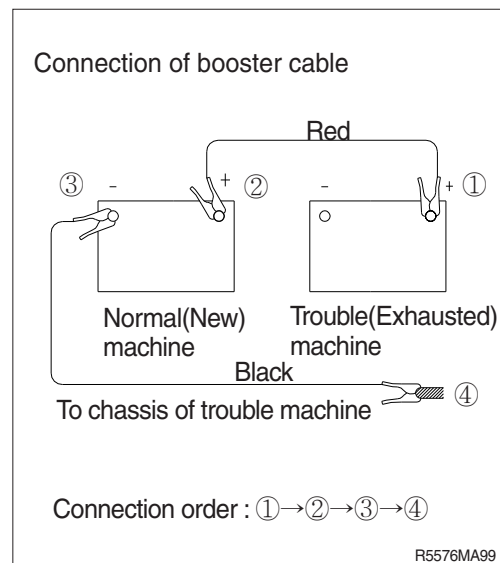 Connection of booster cable
Red
③ - + ② - + ①
Normal(New)
machine
Trouble(Exhausted)
machine
Black
④
To chassis of trouble machine
Connection order : ①→②→③→④
R5576MA99